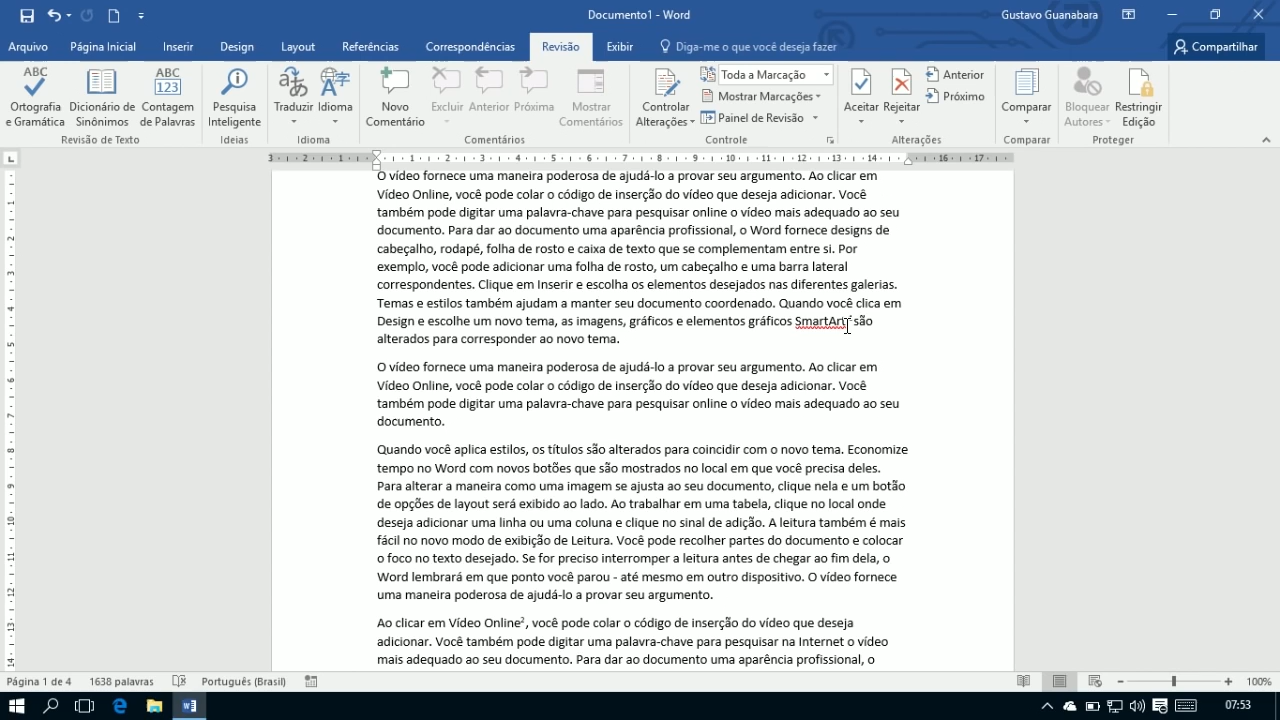 Documento1 - Word
Gustavo Guanabara
Arquivo Página Inicial Inserir Design Layout Referências Correspondências Revisão Exibir Diga-me o que você deseja fazer Compartilhar
ABC
Ortografia e Gramática
Dicionário de Sinônimos
ABC 123
Contagem de Palavras
Pesquisa Inteligente
Traduzir
Idioma
Novo Comentário
Excluir
Anterior
Próxima
Mostrar Comentários
Controlar Alterações
Toda a Marcação
Mostrar Marcações
Painel de Revisão
Aceitar
Rejeitar
Anterior
Próximo
Comparar
Bloquear Autores
Restringir Edição
Revisão de Texto Ideias Idioma Comentários Controle Alterações Comparar Proteger
3 2 1 1 2 3 4 5 6 7 8 9 10 11 12 13 14 16 17
O vídeo fornece uma maneira poderosa de ajudá-lo a provar seu argumento. Ao clicar em
Vídeo Online, você pode colar o código de inserção do vídeo que deseja adicionar. Você
também pode digitar uma palavra-chave para pesquisar online o vídeo mais adequado ao seu
documento. Para dar ao documento uma aparência profissional, o Word fornece designs de
cabeçalho, rodapé, folha de rosto e caixa de texto que se complementam entre si. Por
exemplo, você pode adicionar uma folha de rosto, um cabeçalho e uma barra lateral
correspondentes. Clique em Inserir e escolha os elementos desejados nas diferentes galerias.
Temas e estilos também ajudam a manter seu documento coordenado. Quando você clica em
Design e escolhe um novo tema, as imagens, gráficos e elementos gráficos SmartArt são
alterados para corresponder ao novo tema.
O vídeo fornece uma maneira poderosa de ajudá-lo a provar seu argumento. Ao clicar em
Vídeo Online, você pode colar o código de inserção do vídeo que deseja adicionar. Você
também pode digitar uma palavra-chave para pesquisar online o vídeo mais adequado ao seu
documento.
Quando você aplica estilos, os títulos são alterados para coincidir com o novo tema. Economize
tempo no Word com novos botões que são mostrados no local em que você precisa deles.
Para alterar a maneira como uma imagem se ajusta ao seu documento, clique nela e um botão
de opções de layout será exibido ao lado. Ao trabalhar em uma tabela, clique no local onde
deseja adicionar uma linha ou uma coluna e clique no sinal de adição. A leitura também é mais
fácil no novo modo de exibição de Leitura. Você pode recolher partes do documento e colocar
o foco no texto desejado. Se for preciso interromper a leitura antes de chegar ao fim dela, o
Word lembrará em que ponto você parou - até mesmo em outro dispositivo. O vídeo fornece
uma maneira poderosa de ajudá-lo a provar seu argumento.
Ao clicar em Vídeo Online², você pode colar o código de inserção do vídeo que deseja
adicionar. Você também pode digitar uma palavra-chave para pesquisar na Internet o vídeo
mais adequado ao seu documento. Para dar ao documento uma aparência profissional, o
Página 1 de 4 1638 palavras Português (Brasil) 100%
07:53